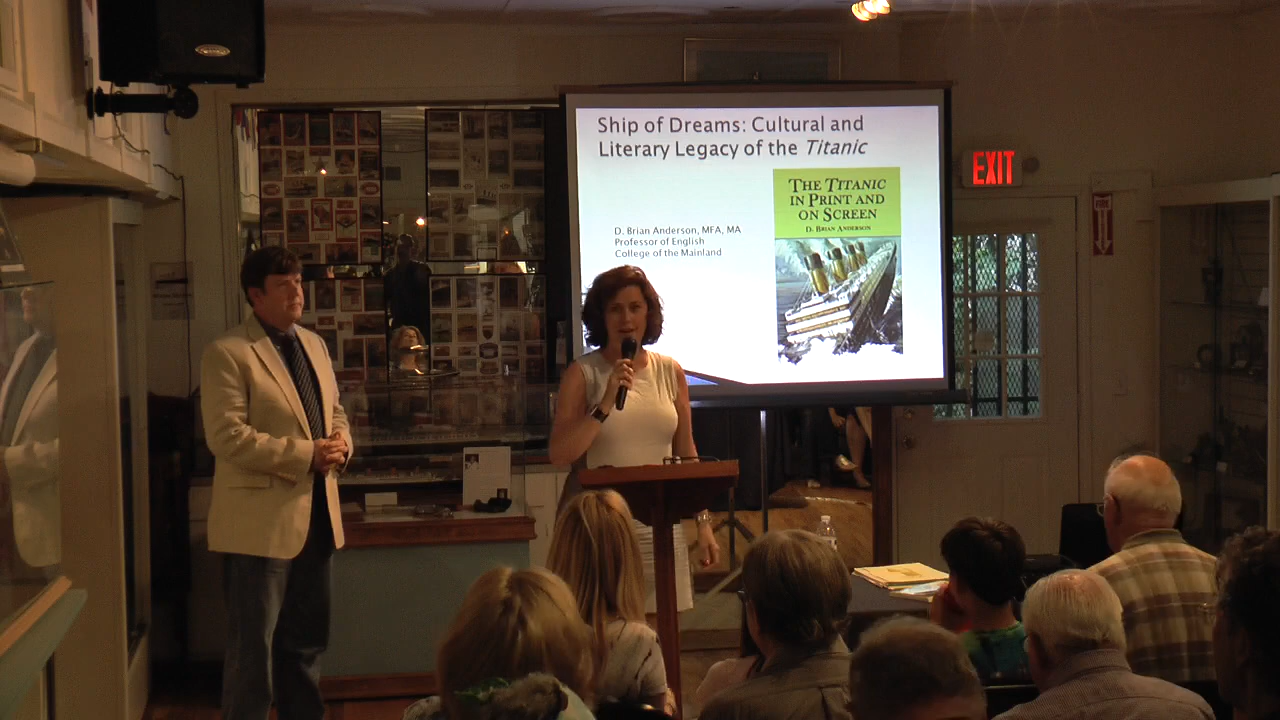 Ship of Dreams: Cultural and
Literary Legacy of the Titanic
THE TITANIC
IN PRINT AND
ON SCREEN
D. BRIAN ANDERSON
D. Brian Anderson, MFA, MA
Professor of English
College of the Mainland
EXIT
FIRE